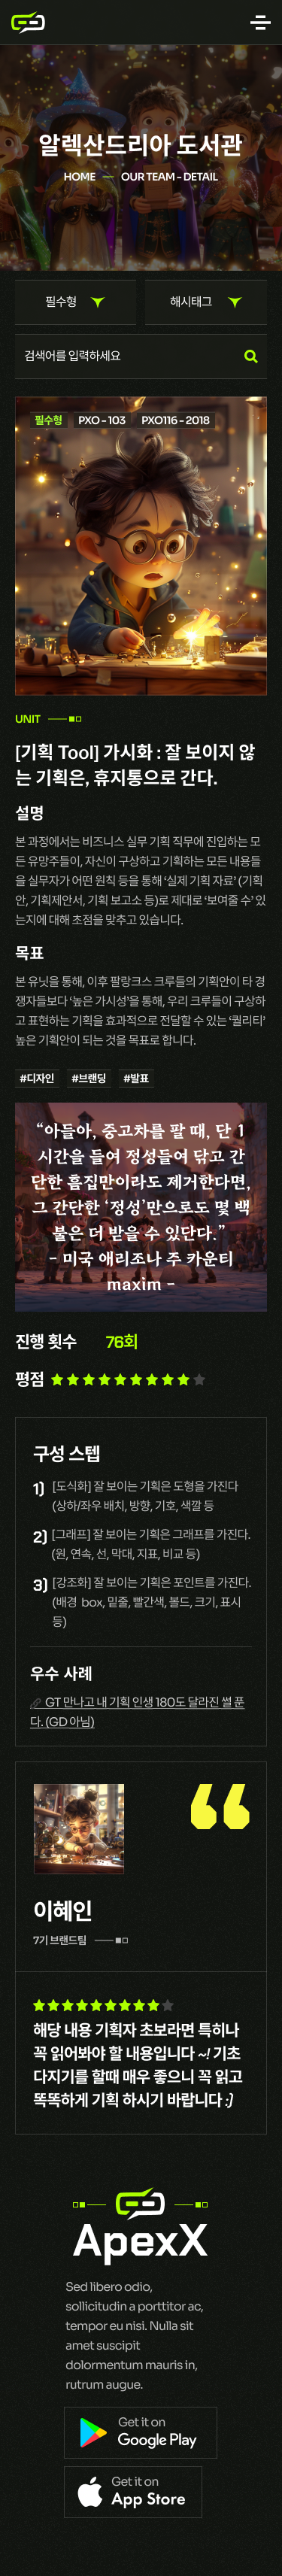 알렉산드리아 도서관
HOME — OUR TEAM - DETAIL
필수형
해시태그
검색어를 입력하세요
필수형 PXO - 103 PXO116 - 2018
UNIT
[기획 Tool] 가시화 : 잘 보이지 않
는 기획은, 휴지통으로 간다.
설명
본 과정에서는 비즈니스 실무 기획 직무에 진입하는 모
든 유망주들이, 자신이 구상하고 기획하는 모든 내용들
을 실무자가 어떤 원칙 등을 통해 '실제 기획 자료' (기획
안, 기획제안서, 기획 보고소 등)로 제대로 '보여줄 수' 있
는지에 대해 초점을 맞추고 있습니다.
목표
본 유닛을 통해, 이후 팔랑크스 크루들의 기획안이 타 경
쟁자들보다 '높은 가시성'을 통해, 우리 크루들이 구상하
고 표현하는 기획을 효과적으로 전달할 수 있는 '퀄리티'
높은 기획안이 되는 것을 목표로 합니다.
#디자인 #브랜딩 #발표
“아들아, 중고차를 팔 때, 단 1
시간을 들여 정성들여 닦고 간
단한 흠집만이라도 제거한다면,
그 간단한 ‘정성’만으로도 몇 백
불은 더 받을 수 있단다.”
- 미국 애리조나 주 카운티
maxim -
진행 횟수 76회
평점
구성 스텝
1) [도식화] 잘 보이는 기획은 도형을 가진다
(상하/좌우 배치, 방향, 기호, 색깔 등
2) [그래프] 잘 보이는 기획은 그래프를 가진다.
(원, 연속, 선, 막대, 지표, 비교 등)
3) [강조화] 잘 보이는 기획은 포인트를 가진다.
(배경 box, 밑줄, 빨간색, 볼드, 크기, 표시
등)
우수 사례
GT 만나고 내 기획 인생 180도 달라진 썰 푼
다. (GD 아님)
이혜인
7기 브랜드팀
해당 내용 기획자 초보라면 특히나
꼭 읽어봐야 할 내용입니다 ~! 기초
다지기를 할때 매우 좋으니 꼭 읽고
똑똑하게 기획 하시기 바랍니다 :)
ApexX
Sed libero odio,
sollicitudin a porttitor ac,
tempor eu nisi. Nulla sit
amet suscipit
dolormentum mauris in,
rutrum augue.
Get it on
Google Play
Get it on
App Store